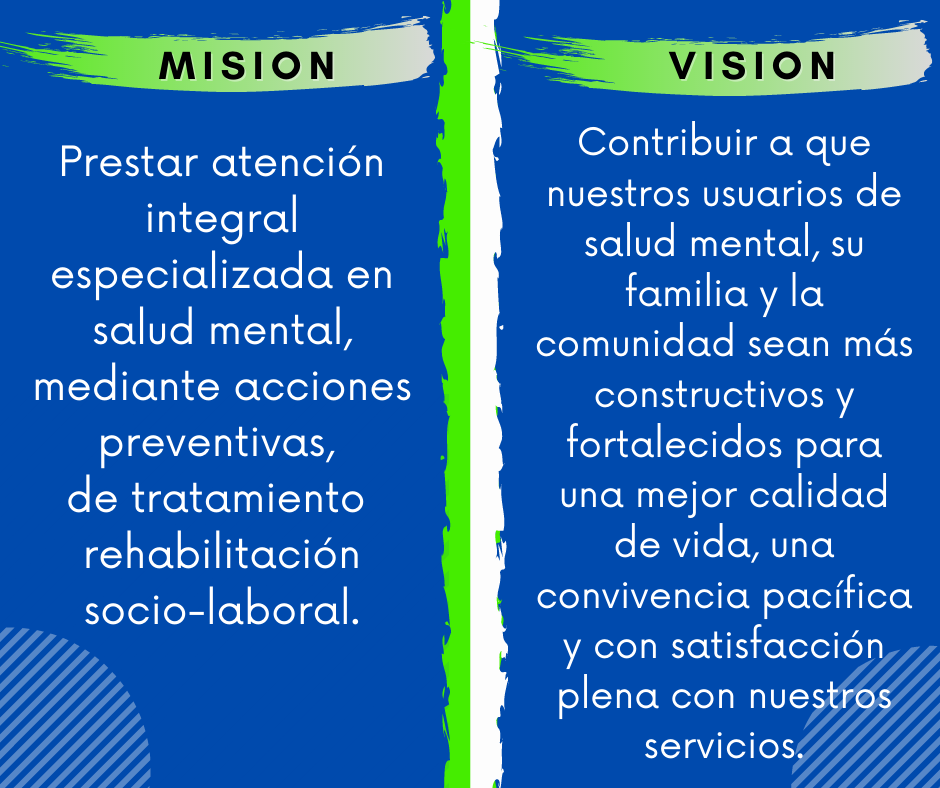 MISION
Prestar atención
integral
especializada en
salud mental,
mediante acciones
preventivas,
de tratamiento
rehabilitación
socio-laboral.
VISION
Contribuir a que
nuestros usuarios de
salud mental, su
familia y la
comunidad sean más
constructivos y
fortalecidos para
una mejor calidad
de vida, una
convivencia pacífica
y con satisfacción
plena con nuestros
servicios.